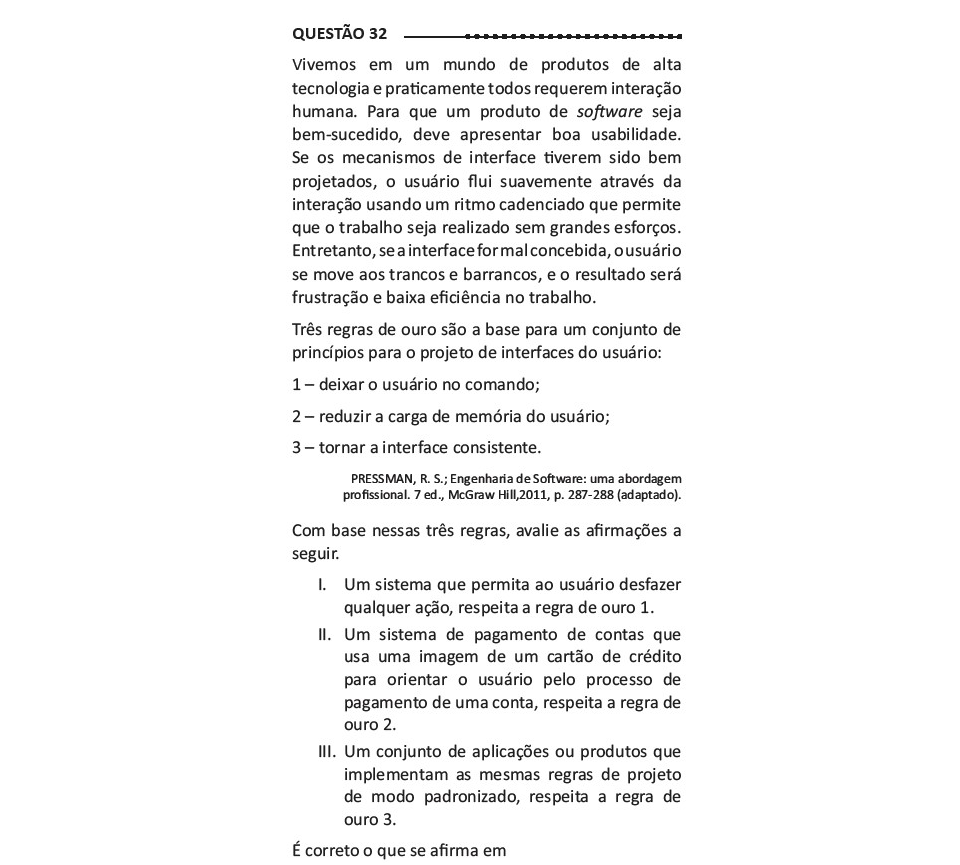 QUESTÃO 32
Vivemos em um mundo de produtos de alta
tecnologia e praticamente todos requerem interação
humana. Para que um produto de software seja
bem-sucedido, deve apresentar boa usabilidade.
Se os mecanismos de interface tiverem sido bem
projetados, o usuário flui suavemente através da
interação usando um ritmo cadenciado que permite
que o trabalho seja realizado sem grandes esforços.
Entretanto, se a interface for mal concebida, o usuário
se move aos trancos e barrancos, e o resultado será
frustração e baixa eficiência no trabalho.
Três regras de ouro são a base para um conjunto de
princípios para o projeto de interfaces do usuário:
1 – deixar o usuário no comando;
2 – reduzir a carga de memória do usuário;
3 – tornar a interface consistente.
PRESSMAN, R. S.; Engenharia de Software: uma abordagem
profissional. 7 ed., McGraw Hill,2011, p. 287-288 (adaptado).
Com base nessas três regras, avalie as afirmações a
seguir.
I. Um sistema que permita ao usuário desfazer
qualquer ação, respeita a regra de ouro 1.
II. Um sistema de pagamento de contas que
usa uma imagem de um cartão de crédito
para orientar o usuário pelo processo de
pagamento de uma conta, respeita a regra de
ouro 2.
III. Um conjunto de aplicações ou produtos que
implementam as mesmas regras de projeto
de modo padronizado, respeita a regra de
ouro 3.
É correto o que se afirma em